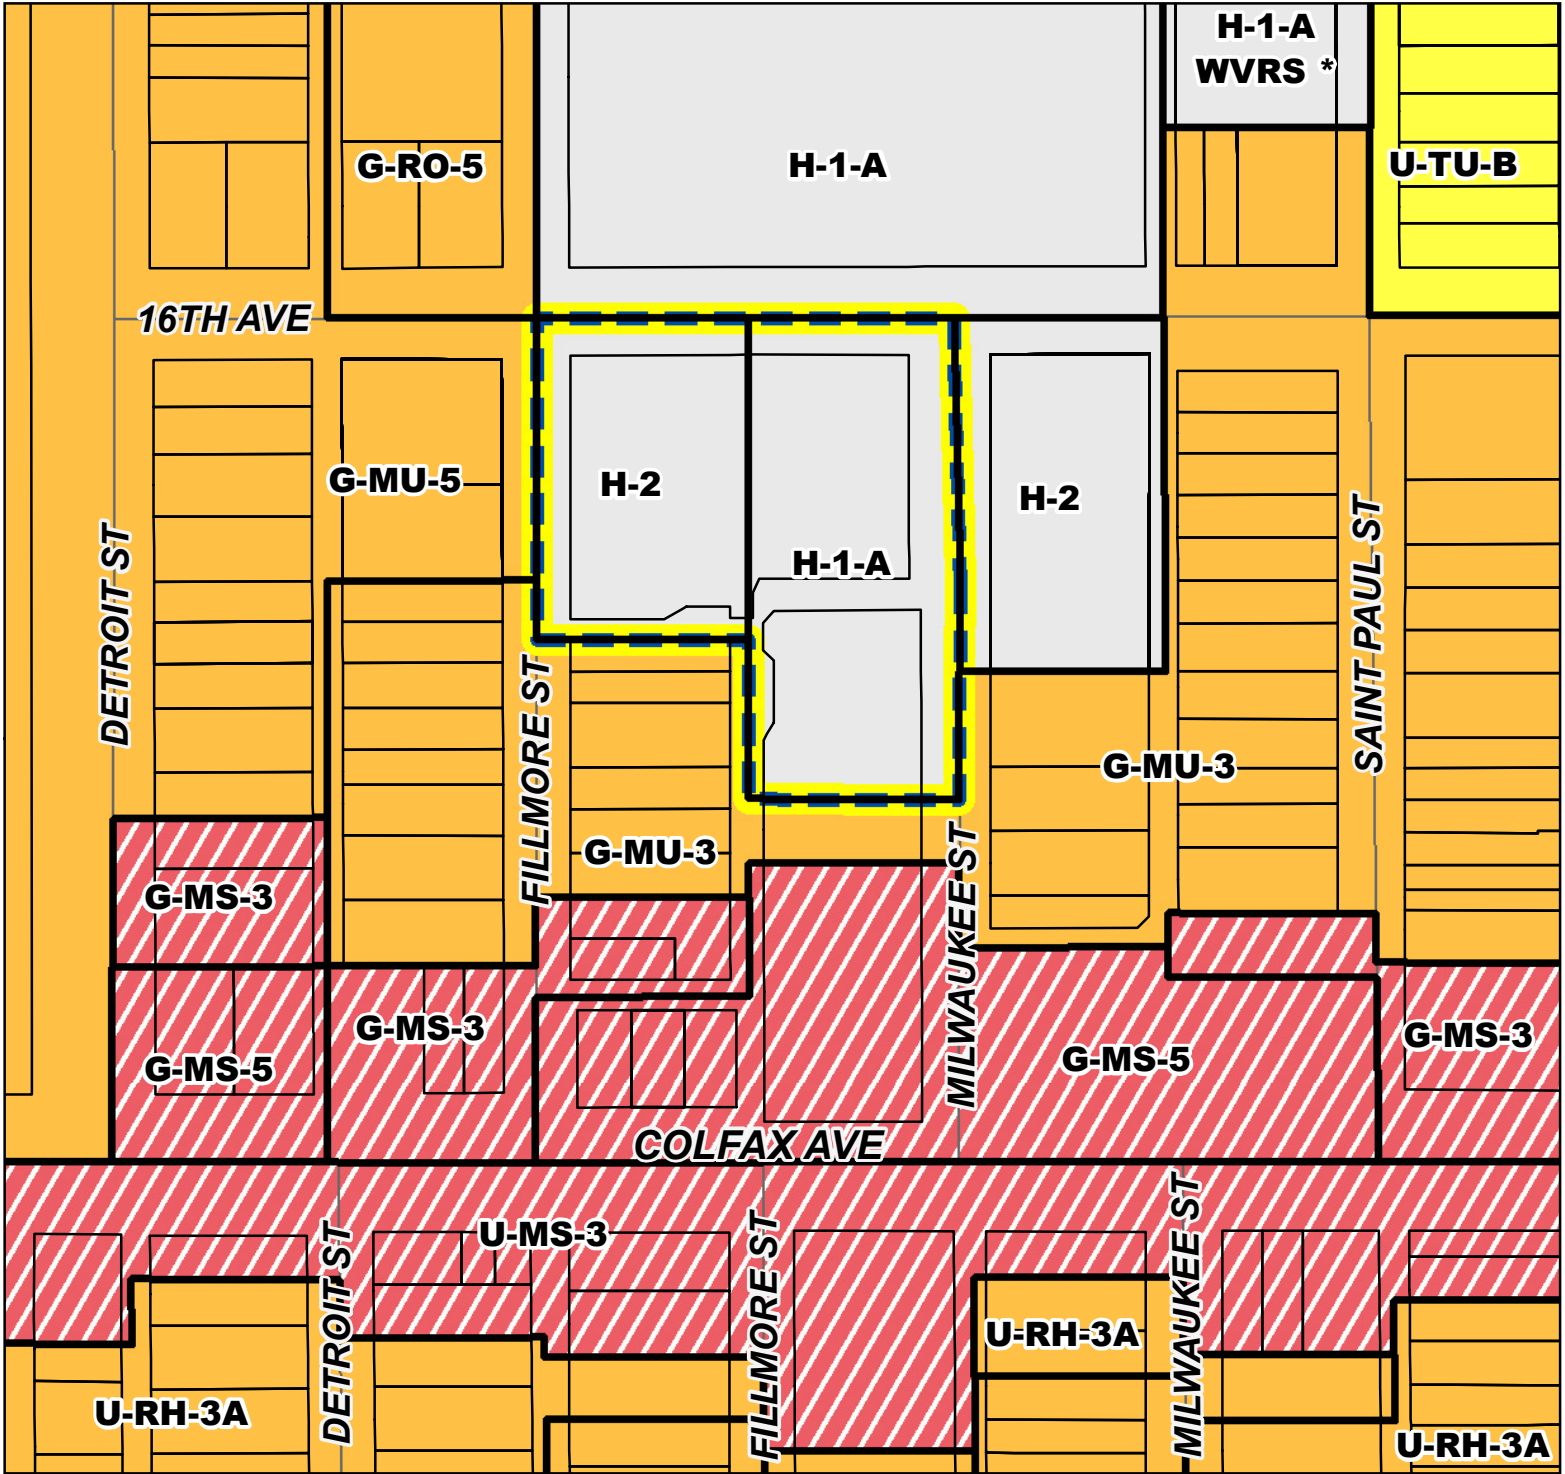 H-1-A
WVRS *
G-RO-5
H-1-A
U-TU-B
16TH AVE
G-MU-5
H-2
H-2
H-1-A
DETROIT ST
SAINT PAUL ST
FILLMORE ST
G-MU-3
G-MU-3
G-MS-3
MILWAUKEE ST
G-MS-3
G-MS-3
G-MS-5
G-MS-5
COLFAX AVE
U-MS-3
DETROIT ST
FILLMORE ST
MILWAUKEE ST
U-RH-3A
U-RH-3A
U-RH-3A